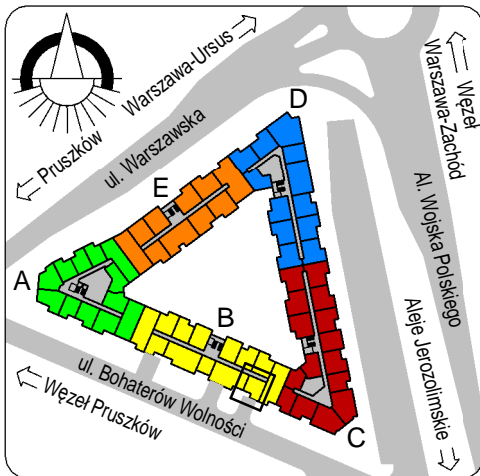 Warszawa-Ursus
Pruszków
ul. Warszawska
Węzeł
Warszawa-Zachód
Al. Wojska Polskiego
Aleje Jerozolimskie
D
E
A
B
C
ul. Bohaterów Wolności
Węzeł Pruszków